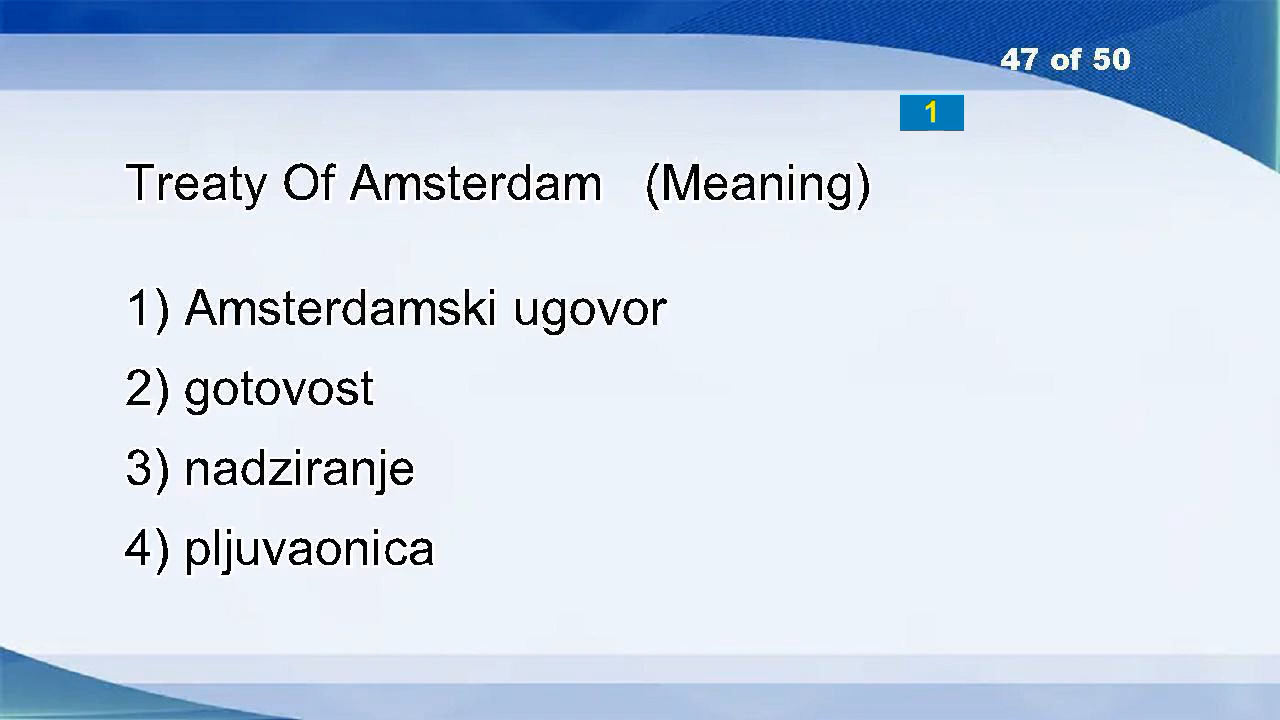 47 of 50
1
Treaty Of Amsterdam (Meaning)
1) Amsterdamski ugovor
2) gotovost
3) nadziranje
4) pljuvaonica